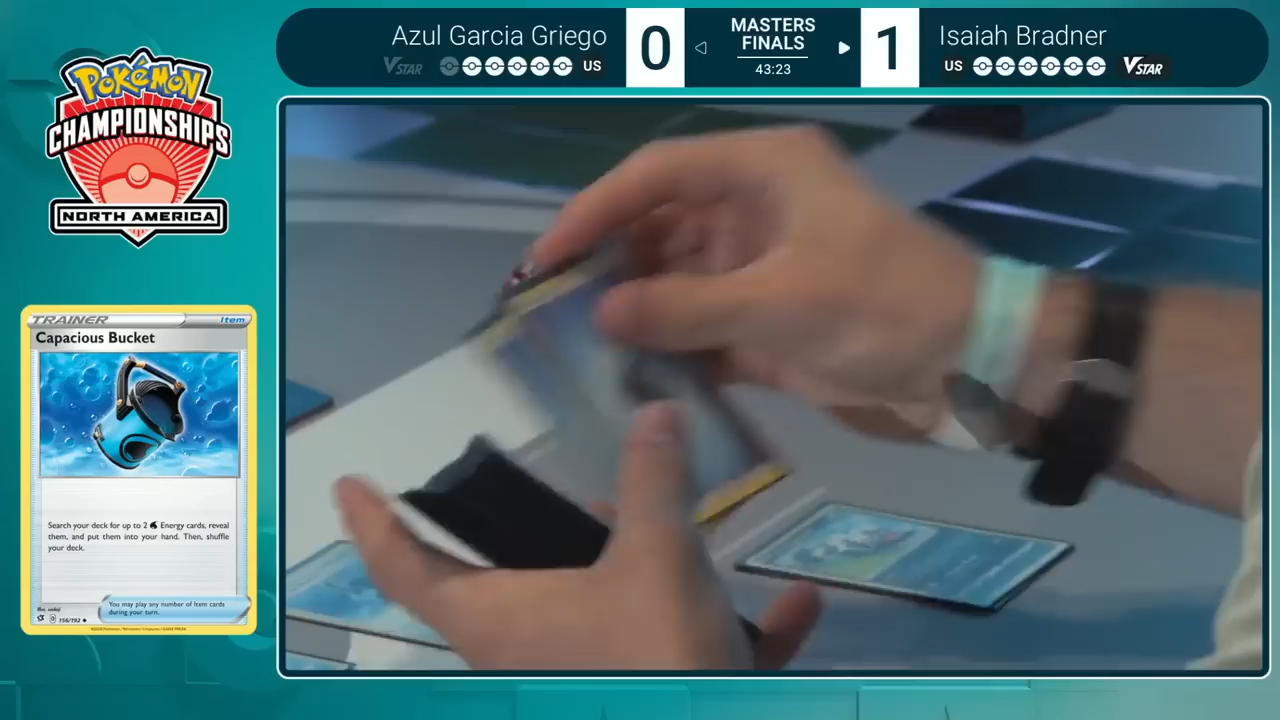 Azul Garcia Griego
VSTAR
US
0
MASTERS
FINALS
43:23
1
Isaiah Bradner
US
VSTAR
Pokémon
CHAMPIONSHIPS
NORTH AMERICA
TRAINER
Item
Capacious Bucket
Search your deck for up to 2 Energy cards, reveal
them, and put them into your hand. Then, shuffle
your deck.
You may play any number of Item cards
during your turn.
156/192